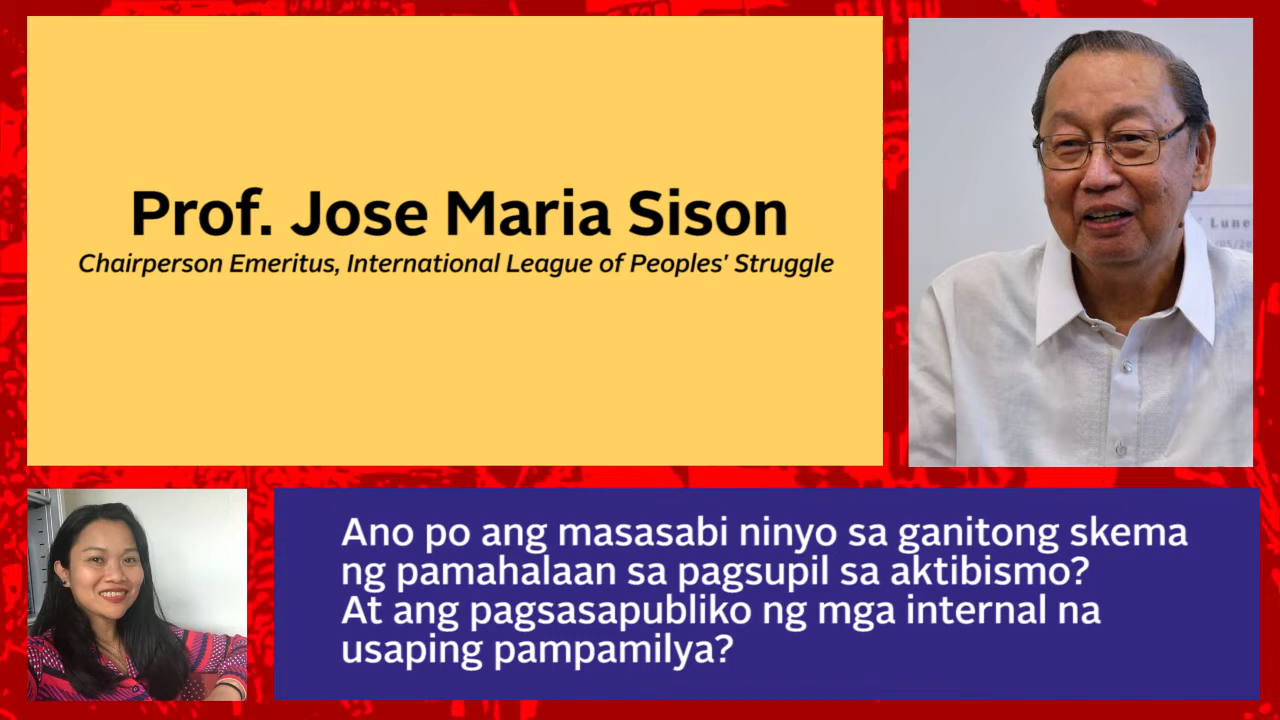 Prof. Jose Maria Sison
Chairperson Emeritus, International League of Peoples' Struggle
Ano po ang masasabi ninyo sa ganitong skema
ng pamahalaan sa pagsupil sa aktibismo?
At ang pagsasapubliko ng mga internal na
usaping pampamilya?